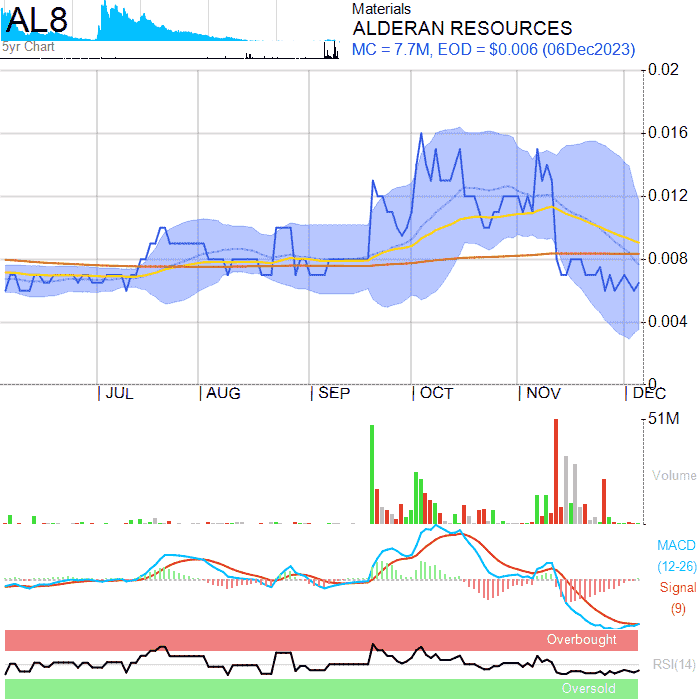 AL8
5yr Chart
Materials
ALDERAN RESOURCES
MC = 7.7M, EOD = $0.006 (06Dec2023)
0.02
0.016
0.012
0.008
0.004
0
JUL AUG SEP OCT NOV DEC
51M
Volume
MACD
(12-26)
Signal
(9)
Overbought
RSI(14)
Oversold